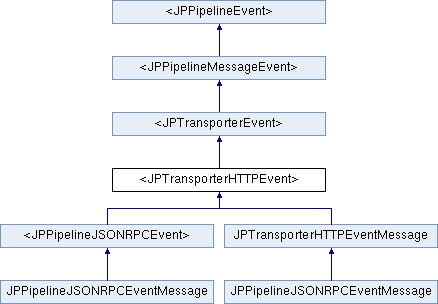 <JPPipelineEvent>
<JPPipelineMessageEvent>
<JPTransporterEvent>
<JPTransporterHTTPEvent>
<JPPipelineJSONRPCEvent>
JPTransporterHTTPEventMessage
JPPipelineJSONRPCEventMessage
JPPipelineJSONRPCEventMessage